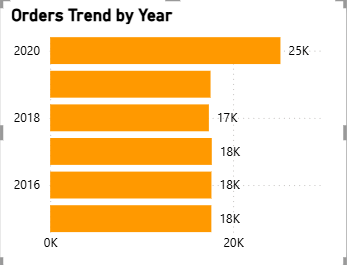 Orders Trend by Year
2020 25K
2018 17K
18K
2016 18K
18K
0K 20K